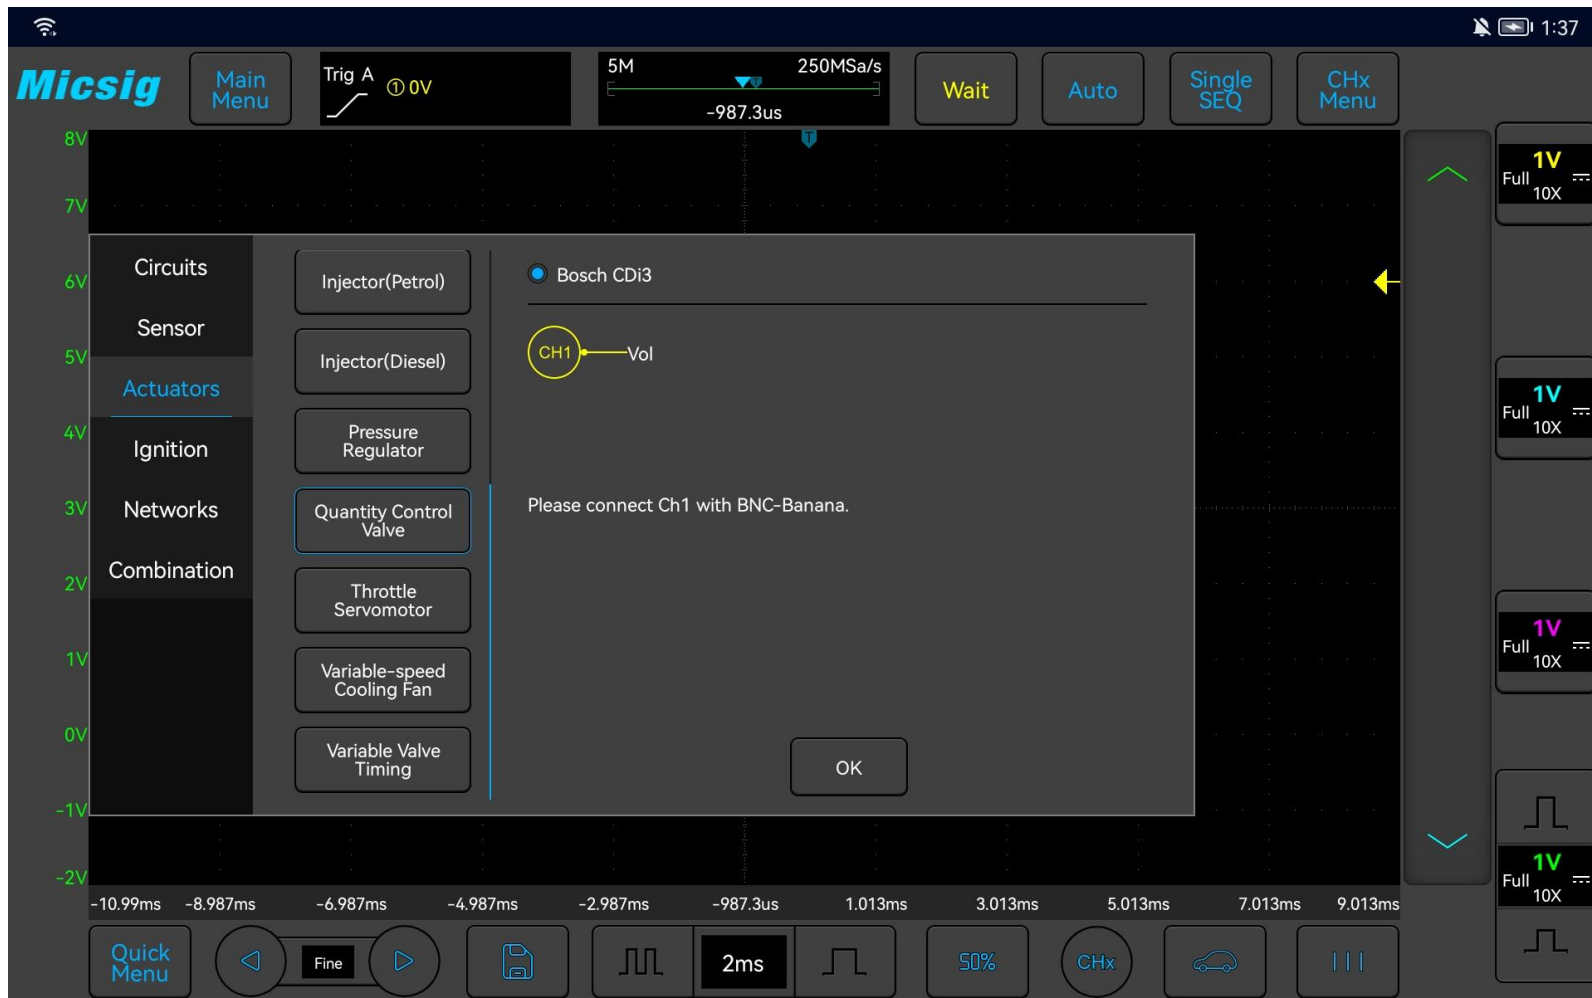 1:37
Micsig
Main
Menu
Trig A
① 0V
5M
250MSa/s
T
-987.3us
Wait
Auto
Single
SEQ
CHx
Menu
T
8V
7V
6V
5V
4V
3V
2V
1V
0V
-1V
-2V
Circuits
Sensor
Actuators
Ignition
Networks
Combination
Injector(Petrol)
Injector(Diesel)
Pressure
Regulator
Quantity Control
Valve
Throttle
Servomotor
Variable-speed
Cooling Fan
Variable Valve
Timing
Bosch CDi3
CH1
Vol
Please connect Ch1 with BNC-Banana.
OK
1V
Full
10X
1V
Full
10X
1V
Full
10X
1V
Full
10X
-10.99ms
-8.987ms
-6.987ms
-4.987ms
-2.987ms
-987.3us
1.013ms
3.013ms
5.013ms
7.013ms
9.013ms
Quick
Menu
Fine
2ms
50%
CHx